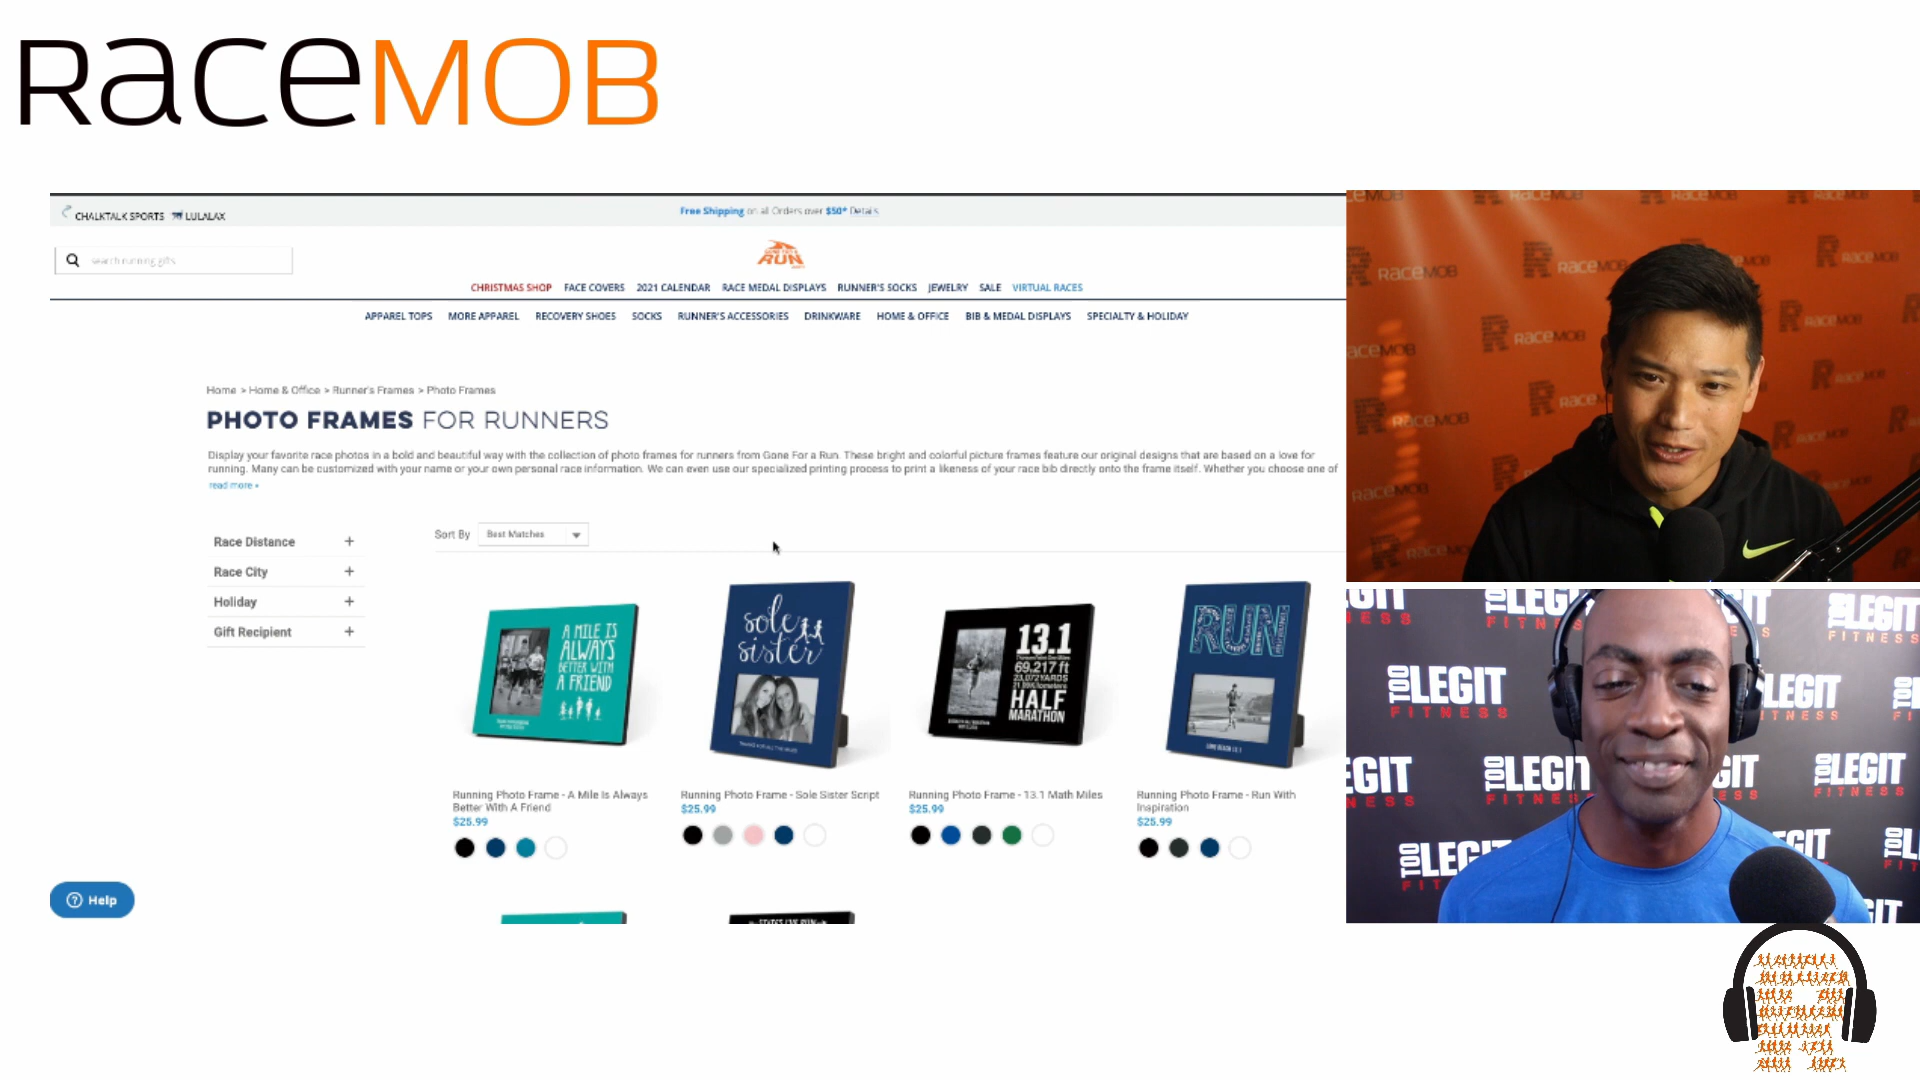 RaceMOB
CHALKTALK SPORTS LULALAX
Free Shipping on all Orders over $50* Details
search running gifts
GONE FOR A RUN
CHRISTMAS SHOP FACE COVERS 2021 CALENDAR RACE MEDAL DISPLAYS RUNNER'S SOCKS JEWELRY SALE VIRTUAL RACES
APPAREL TOPS MORE APPAREL RECOVERY SHOES SOCKS RUNNER'S ACCESSORIES DRINKWARE HOME & OFFICE BIB & MEDAL DISPLAYS SPECIALTY & HOLIDAY
Home > Home & Office > Runner's Frames > Photo Frames
PHOTO FRAMES FOR RUNNERS
Display your favorite race photos in a bold and beautiful way with the collection of photo frames for runners from Gone For a Run. These bright and colorful picture frames feature our original designs that are based on a love for
running. Many can be customized with your name or your own personal race information. We can even use our specialized printing process to print a likeness of your race bib directly onto the frame itself. Whether you choose one of
read more
Race Distance +
Race City +
Holiday +
Gift Recipient +
Sort By Best Matches
A MILE IS
ALWAYS
BETTER WITH
A FRIEND
sole
sister
13.1
69,217 ft
23,072 YARDS
HALF
MARATHON
RUN
Running Photo Frame - A Mile Is Always
Better With A Friend
$25.99
Running Photo Frame - Sole Sister Script
$25.99
Running Photo Frame - 13.1 Math Miles
$25.99
Running Photo Frame - Run With
Inspiration
$25.99
Help
RaceMOB
TOO LEGIT
FITNESS